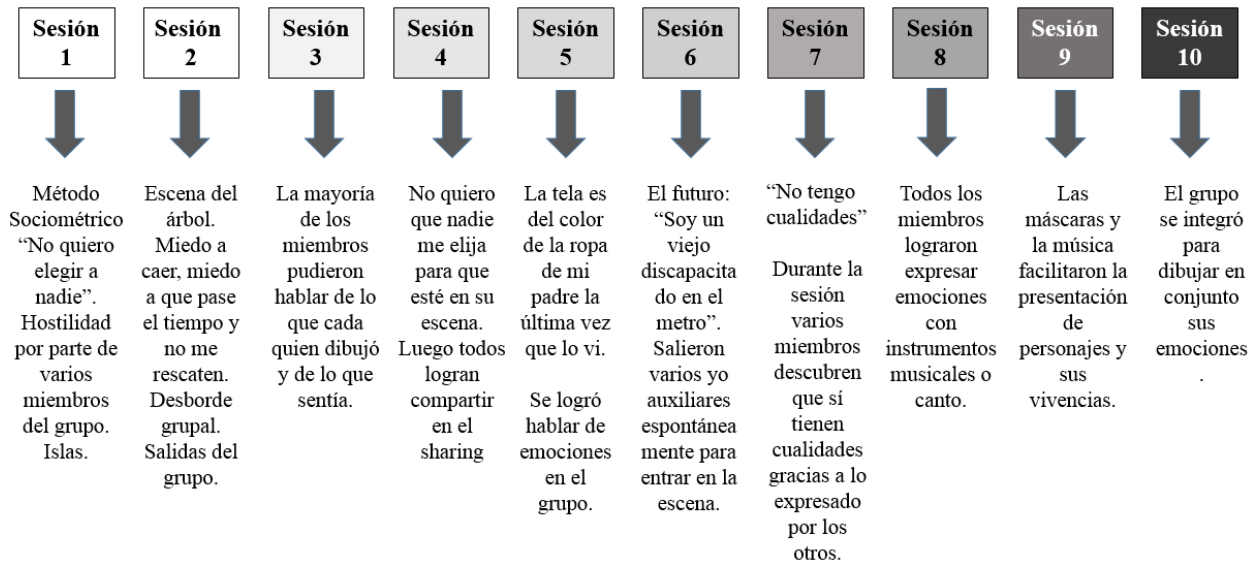 Sesión
1
Sesión
2
Sesión
3
Sesión
4
Sesión
5
Sesión
6
Sesión
7
Sesión
8
Sesión
9
Sesión
10
Método
Sociométrico
“No quiero
elegir a
nadie”.
Hostilidad
por parte de
varios
miembros
del grupo.
Islas.
Escena del
árbol.
Miedo a
caer, miedo
a que pase
el tiempo y
no me
rescaten.
Desborde
grupal.
Salidas del
grupo.
La mayoría
de los
miembros
pudieron
hablar de lo
que cada
quien dibujó
y de lo que
sentía.
No quiero
que nadie
me elija
para que
esté en su
escena.
Luego todos
logran
compartir
en el
sharing
La tela es
del color
de la ropa
de mi
padre la
última vez
que lo vi.
Se logró
hablar de
emociones
en el
grupo.
El futuro:
“Soy un
viejo
discapacita
do en el
metro”.
Salieron
varios yo
auxiliares
espontánea
mente para
entrar en la
escena.
“No tengo
cualidades”
Durante la
sesión
varios
miembros
descubren
que sí
tienen
cualidades
gracias a lo
expresado
por los
otros.
Todos los
miembros
lograron
expresar
emociones
con
instrumentos
musicales o
canto.
Las
máscaras y
la música
facilitaron la
presentación
de
personajes y
sus
vivencias.
El grupo
se integró
para
dibujar en
conjunto
sus
emociones
.